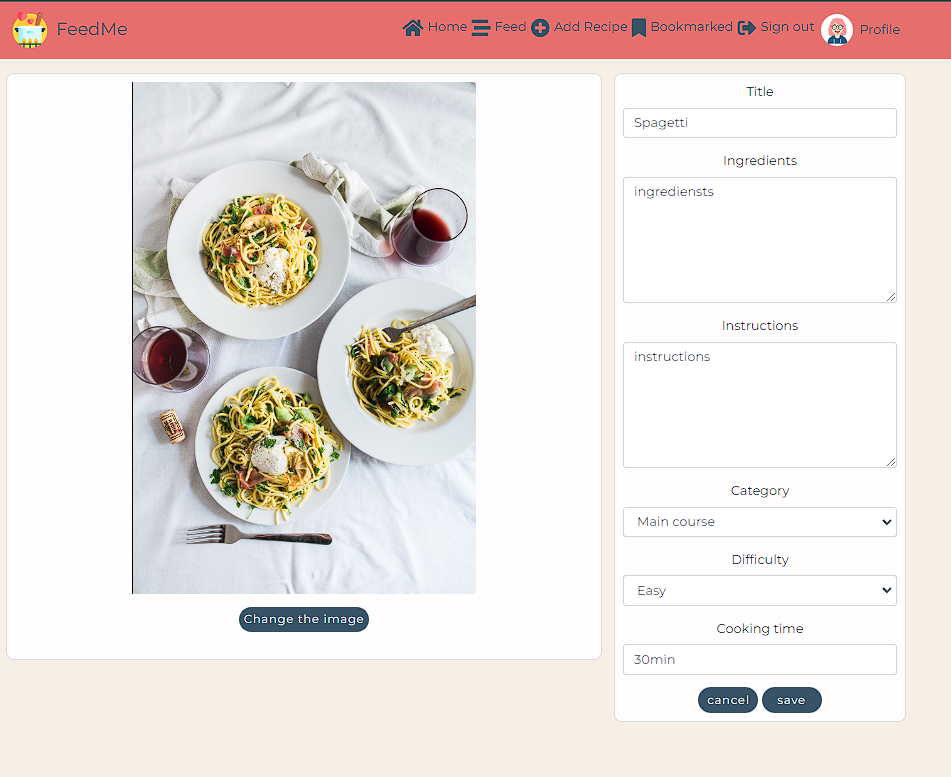 FeedMe
Home Feed Add Recipe Bookmarked Sign out Profile
Title
Spagetti
Ingredients
ingrediensts
Instructions
instructions
Category
Main course
Difficulty
Easy
Cooking time
30min
Change the image
cancel save